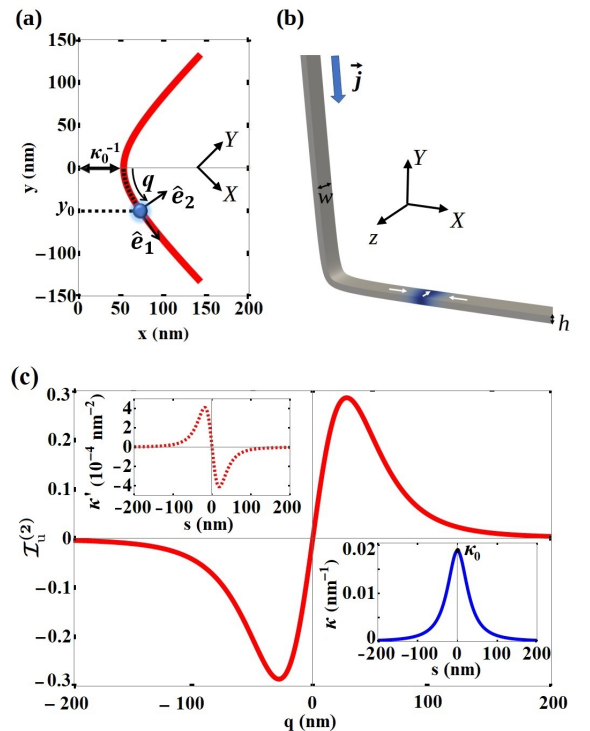 (a)
150
100
50
0
−50
y₀
−100
−150
y (nm)
κ₀⁻¹
q
ê₂
ê₁
Y
X
0 50 100 150 200
x (nm)
(b)
j⃗
w
Y
X
z
h
(c)
0.3
0.2
0.1
0
−0.1
−0.2
−0.3
ℐᵤ⁽²⁾
−200 −100 0 100 200
q (nm)
4
2
0
−2
−4
κ' (10⁻⁴ nm⁻²)
−200 −100 0 100 200
s (nm)
0.02
0.01
0
κ (nm⁻¹)
κ₀
−200 −100 0 100 200
s (nm)